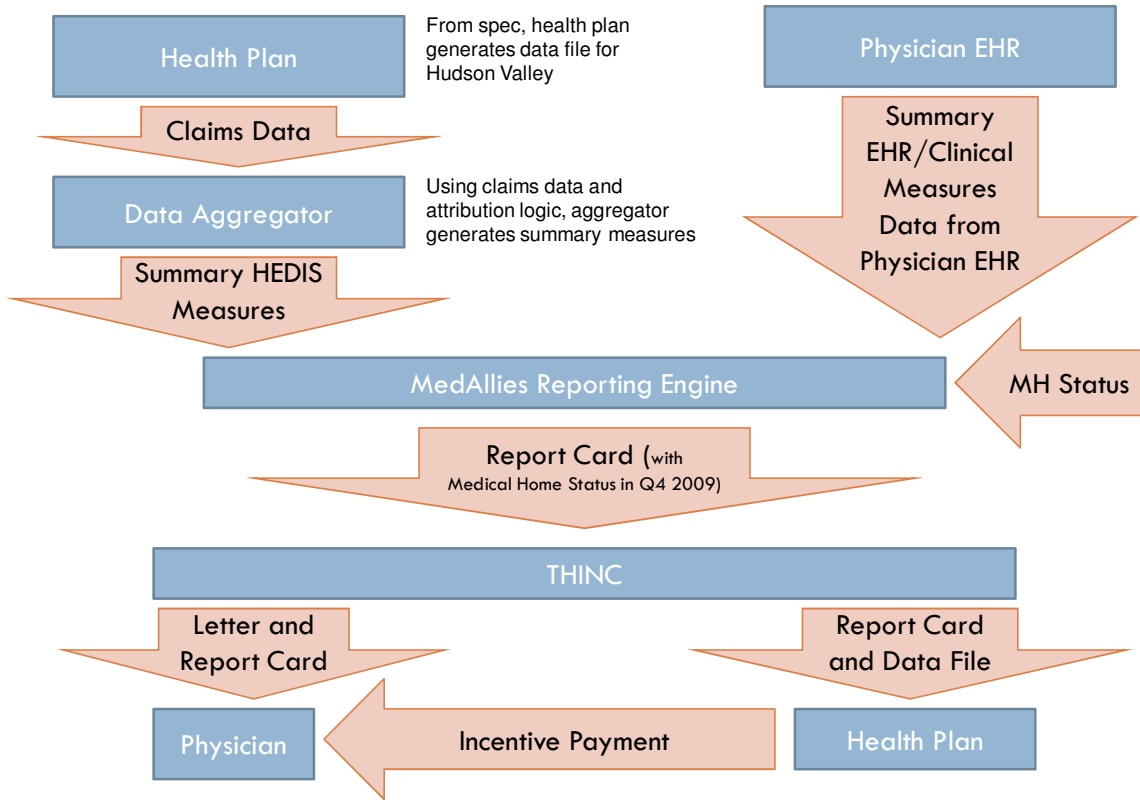 Health Plan
From spec, health plan
generates data file for
Hudson Valley
Physician EHR
Claims Data
Summary
EHR/Clinical
Measures
Data from
Physician EHR
Data Aggregator
Using claims data and
attribution logic, aggregator
generates summary measures
Summary HEDIS
Measures
MedAllies Reporting Engine
MH Status
Report Card (with
Medical Home Status in Q4 2009)
THINC
Letter and
Report Card
Report Card
and Data File
Physician
Incentive Payment
Health Plan